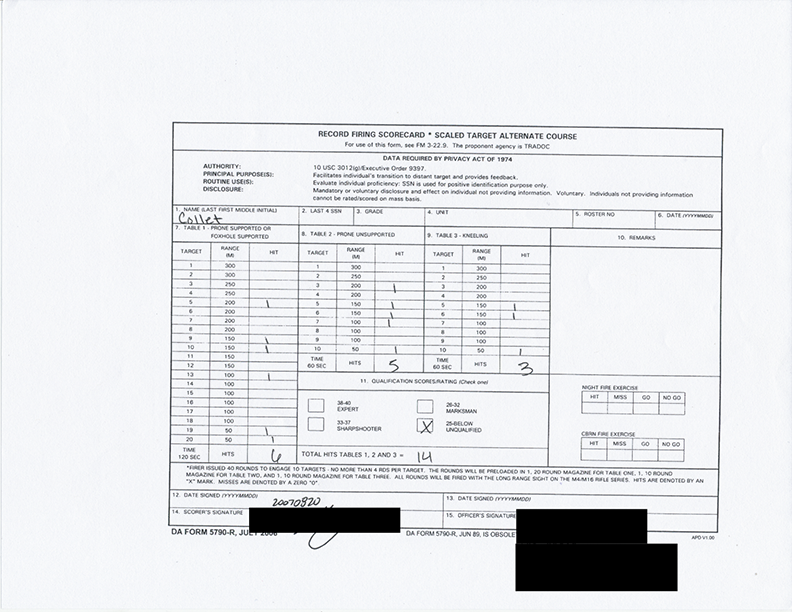 RECORD FIRING SCORECARD * SCALED TARGET ALTERNATE COURSE
For use of this form, see FM 3-22.9. The proponent agency is TRADOC
DATA REQUIRED BY PRIVACY ACT OF 1974
AUTHORITY: 10 USC 3012(g)/Executive Order 9397.
PRINCIPAL PURPOSE(S): Facilitates individual's transition to distant target and provides feedback.
ROUTINE USE(S): Evaluate individual proficiency: SSN is used for positive identification purpose only.
DISCLOSURE: Mandatory or voluntary disclosure and effect on individual not providing information. Voluntary. Individuals not providing information
cannot be rated/scored on mass basis.
1. NAME (LAST FIRST MIDDLE INITIAL) 2. LAST 4 SSN 3. GRADE 4. UNIT 5. ROSTER NO 6. DATE (YYYYMMDD)
Collet
7. TABLE 1 - PRONE SUPPORTED OR
FOXHOLE SUPPORTED
TARGET RANGE (M) HIT
1 300
2 300
3 250
4 250
5 200 1
6 200
7 200
8 200
9 150 1
10 150 1
11 150
12 150
13 100 1
14 100
15 100
16 100
17 100
18 100
19 50 1
20 50 1
TIME 120 SEC HITS 6
8. TABLE 2 - PRONE UNSUPPORTED
TARGET RANGE (M) HIT
1 300
2 250
3 200 1
4 200
5 150 1
6 150 1
7 100 1
8 100
9 100
10 50 1
TIME 60 SEC HITS 5
9. TABLE 3 - KNEELING
TARGET RANGE (M) HIT
1 300
2 250
3 200
4 200
5 150 1
6 150 1
7 100
8 100
9 100
10 50 1
TIME 60 SEC HITS 3
10. REMARKS
11. QUALIFICATION SCORES/RATING (Check one)
38-40 EXPERT
26-32 MARKSMAN
33-37 SHARPSHOOTER
X 25-BELOW UNQUALIFIED
TOTAL HITS TABLES 1, 2 AND 3 = 14
NIGHT FIRE EXERCISE
HIT MISS GO NO GO
CBRN FIRE EXERCISE
HIT MISS GO NO GO
*FIRER ISSUED 40 ROUNDS TO ENGAGE 10 TARGETS - NO MORE THAN 4 RDS PER TARGET. THE ROUNDS WILL BE PRELOADED IN 1, 20 ROUND MAGAZINE FOR TABLE ONE, 1, 10 ROUND
MAGAZINE FOR TABLE TWO, AND 1, 10 ROUND MAGAZINE FOR TABLE THREE. ALL ROUNDS WILL BE FIRED WITH THE LONG RANGE SIGHT ON THE M4/M16 RIFLE SERIES. HITS ARE DENOTED BY AN
"X" MARK. MISSES ARE DENOTED BY A ZERO "0".
12. DATE SIGNED (YYYYMMDD) 20070920
13. DATE SIGNED (YYYYMMDD)
14. SCORER'S SIGNATURE
15. OFFICER'S SIGNATURE
DA FORM 5790-R, 2006
DA FORM 5790-R, JUN 89, IS OBSOLET
APD V1.00